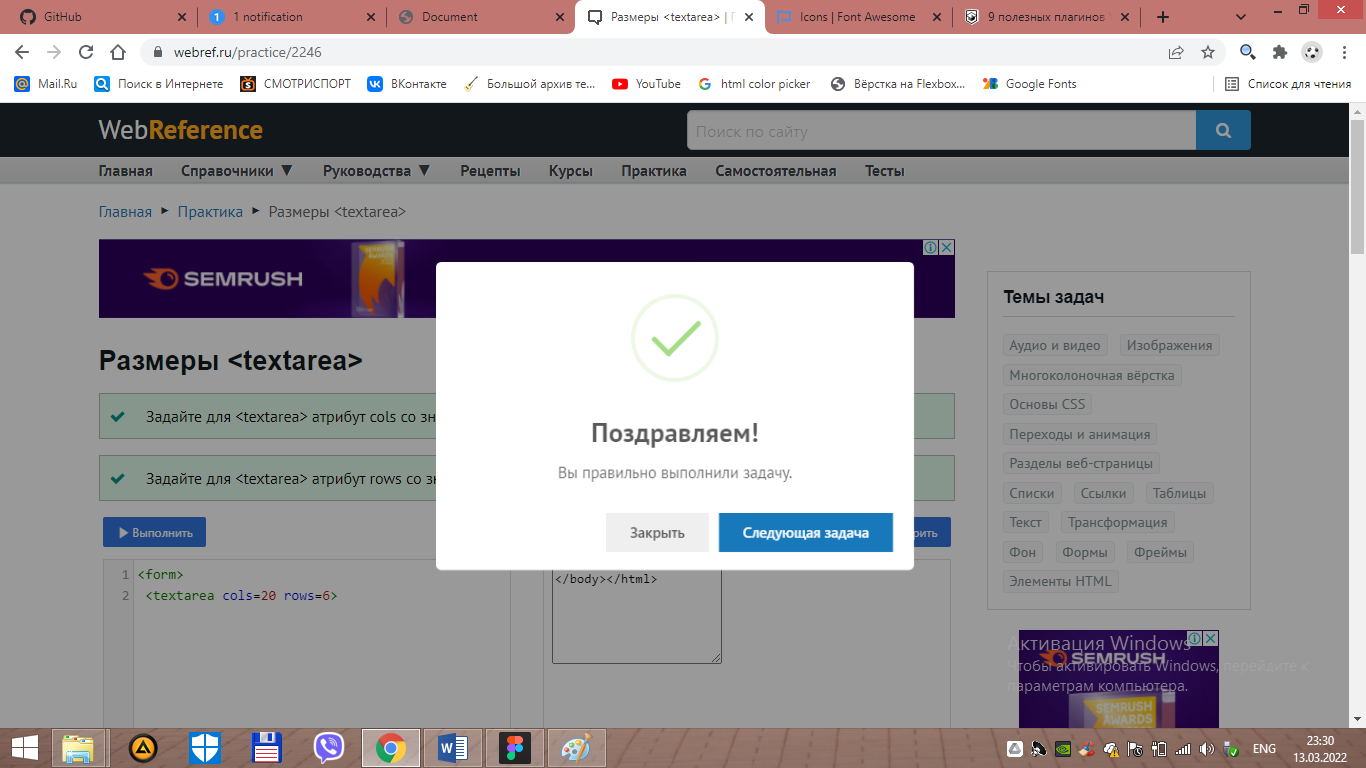 GitHub
1 notification
Document
Размеры <textarea> |
Icons | Font Awesome
9 полезных плагинов
webref.ru/practice/2246
Mail.Ru
Поиск в Интернете
СМОТРИСПОРТ
ВКонтакте
Большой архив те...
YouTube
html color picker
Вёрстка на Flexbox...
Google Fonts
Список для чтения
WebReference
Поиск по сайту
Главная
Справочники ▼
Руководства ▼
Рецепты
Курсы
Практика
Самостоятельная
Тесты
Главная ► Практика ► Размеры <textarea>
SEMRUSH
SEMRUSH AWARDS
Размеры <textarea>
Задайте для <textarea> атрибут cols со зн
Задайте для <textarea> атрибут rows со зн
Выполнить
рить
1 <form>
2 <textarea cols=20 rows=6>
</body></html>
Поздравляем!
Вы правильно выполнили задачу.
Закрыть
Следующая задача
Темы задач
Аудио и видео
Изображения
Многоколоночная вёрстка
Основы CSS
Переходы и анимация
Разделы веб-страницы
Списки
Ссылки
Таблицы
Текст
Трансформация
Фон
Формы
Фреймы
Элементы HTML
SEMRUSH
SEMRUSH
AWARDS
Активация Windows
Чтобы активировать Windows, перейдите к
параметрам компьютера.
ENG
23:30
13.03.2022